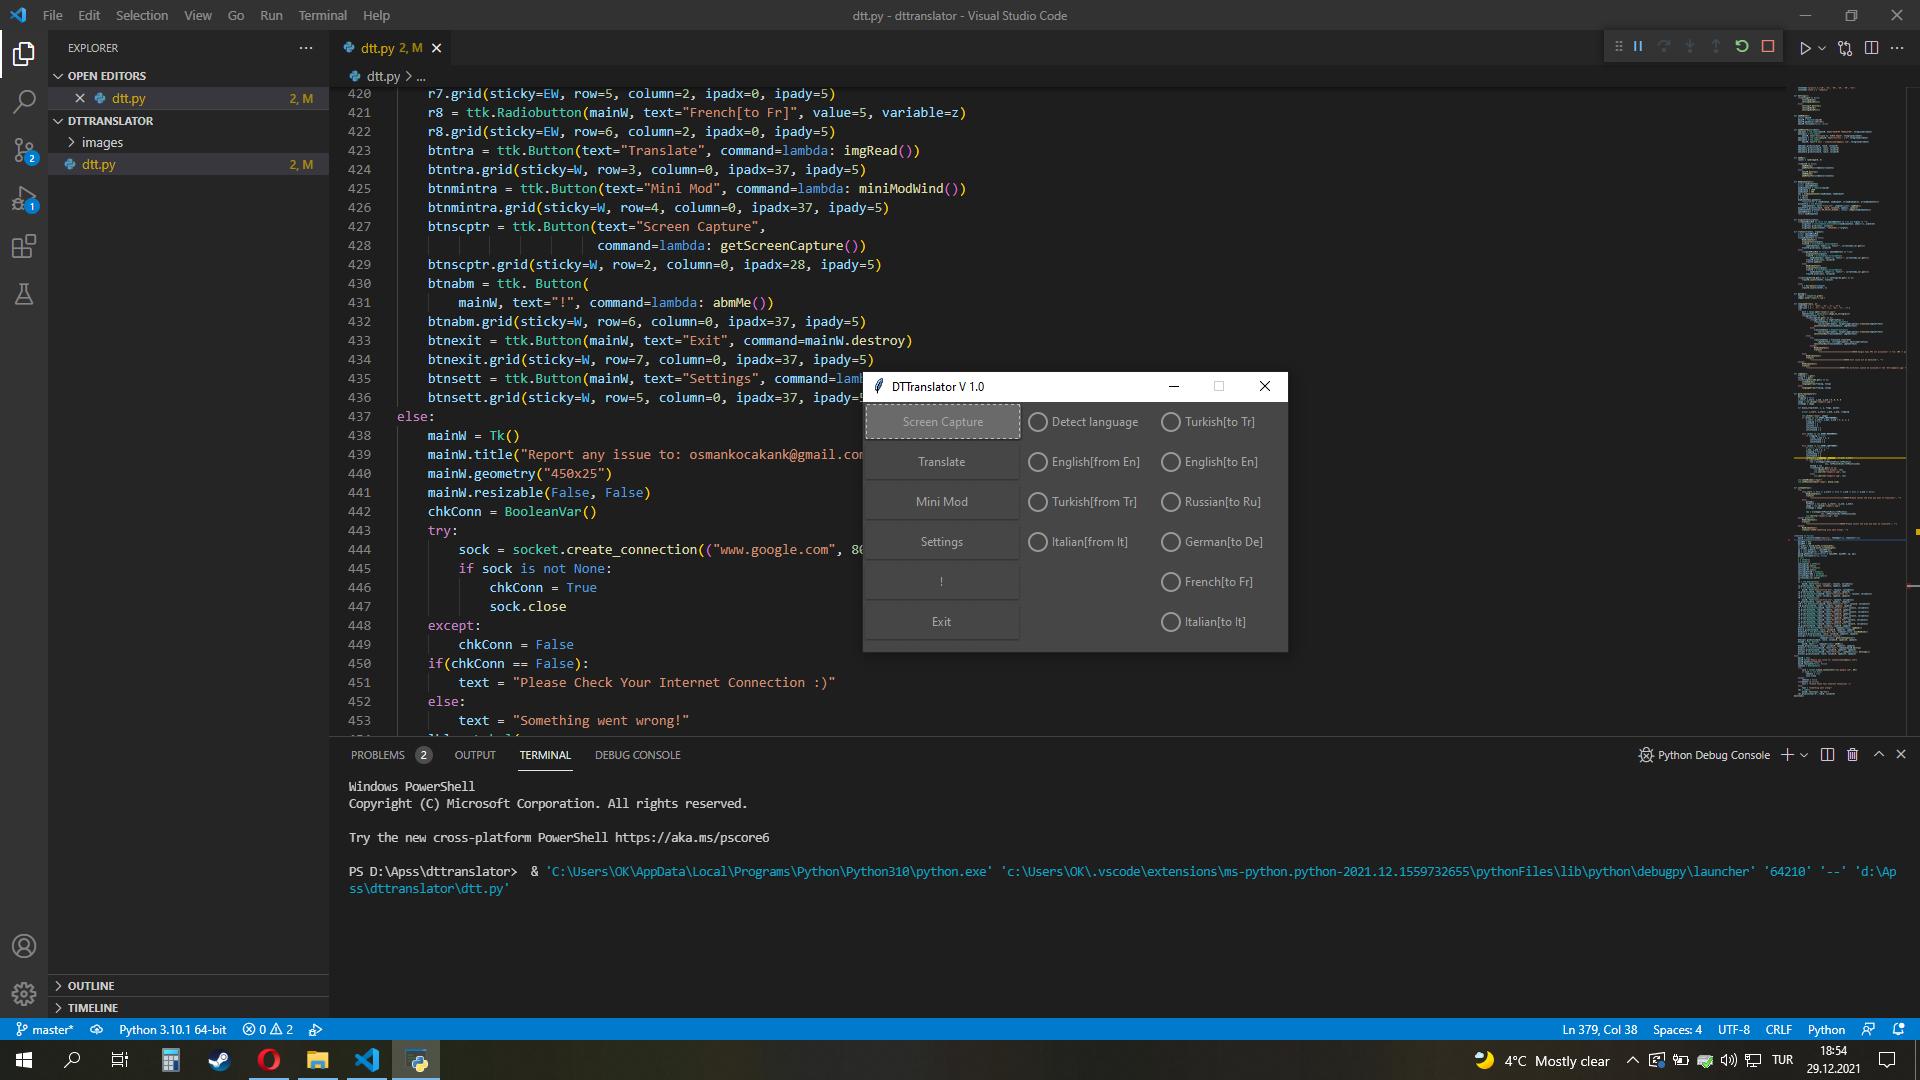 File Edit Selection View Go Run Terminal Help
dtt.py - dttranslator - Visual Studio Code
EXPLORER
OPEN EDITORS
dtt.py 2, M
DTTRANSLATOR
images
dtt.py 2, M
OUTLINE
TIMELINE
dtt.py 2, M
dtt.py > ...
420 r7.grid(sticky=EW, row=5, column=2, ipadx=0, ipady=5)
421 r8 = ttk.Radiobutton(mainW, text="French[to Fr]", value=5, variable=z)
422 r8.grid(sticky=EW, row=6, column=2, ipadx=0, ipady=5)
423 btntra = ttk.Button(text="Translate", command=lambda: imgRead())
424 btntra.grid(sticky=W, row=3, column=0, ipadx=37, ipady=5)
425 btnmintra = ttk.Button(text="Mini Mod", command=lambda: miniModWind())
426 btnmintra.grid(sticky=W, row=4, column=0, ipadx=37, ipady=5)
427 btnscptr = ttk.Button(text="Screen Capture",
428 command=lambda: getScreenCapture())
429 btnscptr.grid(sticky=W, row=2, column=0, ipadx=28, ipady=5)
430 btnabm = ttk. Button(
431 mainW, text="!", command=lambda: abmMe())
432 btnabm.grid(sticky=W, row=6, column=0, ipadx=37, ipady=5)
433 btnexit = ttk.Button(mainW, text="Exit", command=mainW.destroy)
434 btnexit.grid(sticky=W, row=7, column=0, ipadx=37, ipady=5)
435 btnsett = ttk.Button(mainW, text="Settings", command=lam
436 btnsett.grid(sticky=W, row=5, column=0, ipadx=37, ipady=5
437 else:
438 mainW = Tk()
439 mainW.title("Report any issue to: osmankocakank@gmail.com
440 mainW.geometry("450x25")
441 mainW.resizable(False, False)
442 chkConn = BooleanVar()
443 try:
444 sock = socket.create_connection(("www.google.com", 80
445 if sock is not None:
446 chkConn = True
447 sock.close
448 except:
449 chkConn = False
450 if(chkConn == False):
451 text = "Please Check Your Internet Connection :)"
452 else:
453 text = "Something went wrong!"
DTTranslator V 1.0
Screen Capture Detect language Turkish[to Tr]
Translate English[from En] English[to En]
Mini Mod Turkish[from Tr] Russian[to Ru]
Settings Italian[from It] German[to De]
! French[to Fr]
Exit Italian[to It]
PROBLEMS 2 OUTPUT TERMINAL DEBUG CONSOLE
Python Debug Console
Windows PowerShell
Copyright (C) Microsoft Corporation. All rights reserved.
Try the new cross-platform PowerShell https://aka.ms/pscore6
PS D:\Apss\dttranslator> & 'C:\Users\OK\AppData\Local\Programs\Python\Python310\python.exe' 'c:\Users\OK\.vscode\extensions\ms-python.python-2021.12.1559732655\pythonFiles\lib\python\debugpy\launcher' '64210' '--' 'd:\Ap
ss\dttranslator\dtt.py'
2
1
master* Python 3.10.1 64-bit 0 2
Ln 379, Col 38 Spaces: 4 UTF-8 CRLF Python
4°C Mostly clear TUR
18:54
29.12.2021